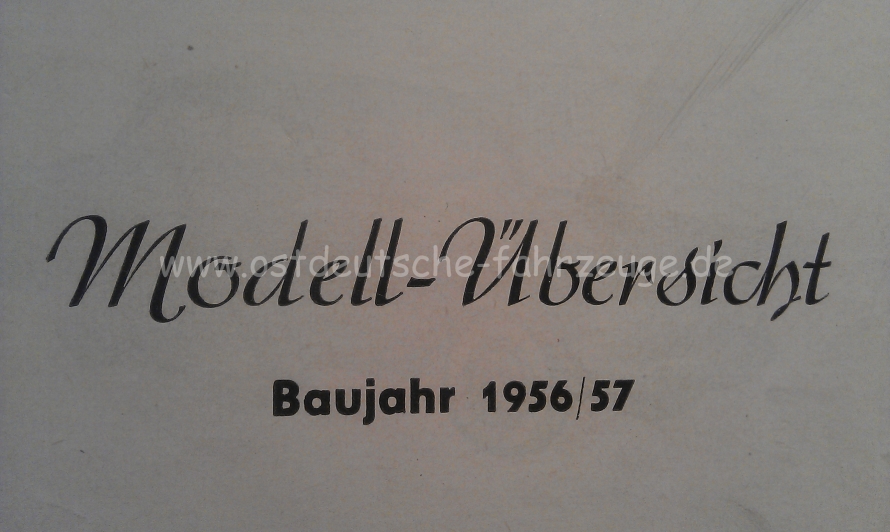 Modell-Übersicht
www.ostdeutsche-fahrzeuge.de
Baujahr 1956/57